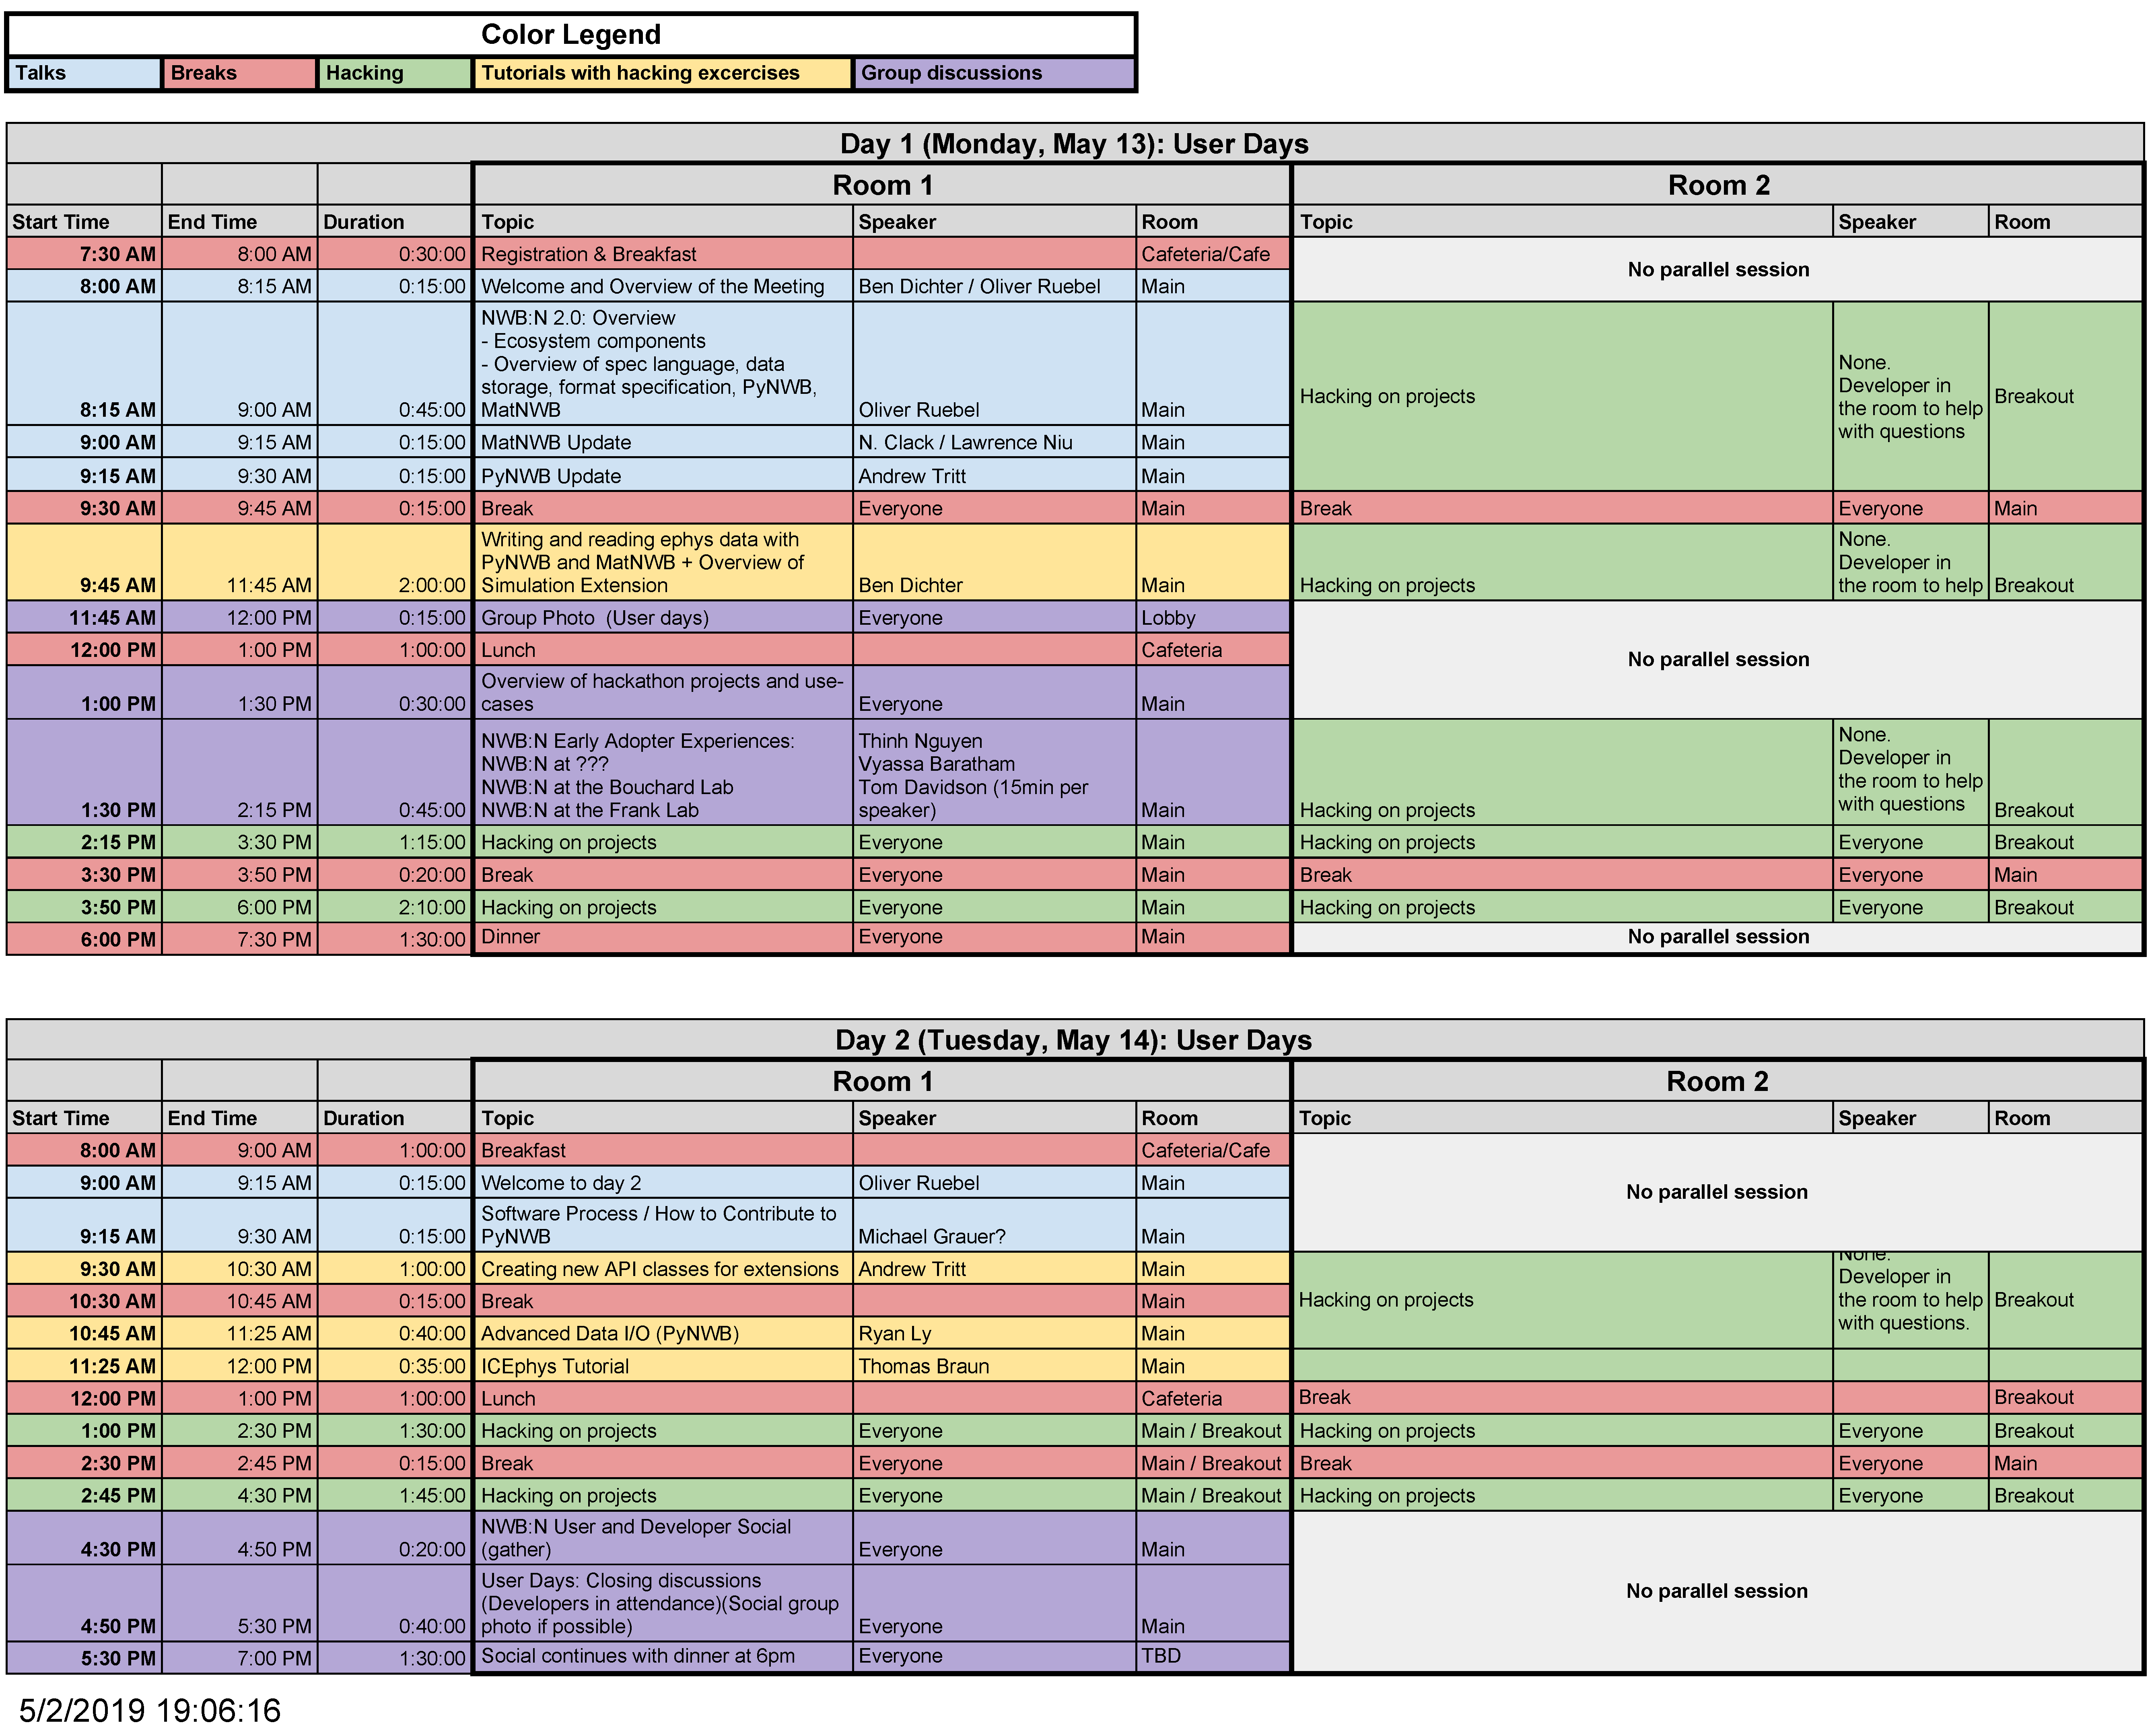 Color Legend
Talks Breaks Hacking Tutorials with hacking excercises Group discussions
Day 1 (Monday, May 13): User Days
Room 1 Room 2
Start Time End Time Duration Topic Speaker Room Topic Speaker Room
7:30 AM 8:00 AM 0:30:00 Registration & Breakfast Cafeteria/Cafe
No parallel session
8:00 AM 8:15 AM 0:15:00 Welcome and Overview of the Meeting Ben Dichter / Oliver Ruebel Main
NWB:N 2.0: Overview
- Ecosystem components
- Overview of spec language, data
storage, format specification, PyNWB,
8:15 AM 9:00 AM 0:45:00 MatNWB Oliver Ruebel Main
9:00 AM 9:15 AM 0:15:00 MatNWB Update N. Clack / Lawrence Niu Main
9:15 AM 9:30 AM 0:15:00 PyNWB Update Andrew Tritt Main
Hacking on projects
None.
Developer in
the room to help
with questions
Breakout
9:30 AM 9:45 AM 0:15:00 Break Everyone Main Break Everyone Main
Writing and reading ephys data with
PyNWB and MatNWB + Overview of
9:45 AM 11:45 AM 2:00:00 Simulation Extension Ben Dichter Main
Hacking on projects
None.
Developer in
the room to help
Breakout
11:45 AM 12:00 PM 0:15:00 Group Photo (User days) Everyone Lobby
12:00 PM 1:00 PM 1:00:00 Lunch Cafeteria
No parallel session
Overview of hackathon projects and use-
1:00 PM 1:30 PM 0:30:00 cases Everyone Main
NWB:N Early Adopter Experiences: Thinh Nguyen
NWB:N at ??? Vyassa Baratham
NWB:N at the Bouchard Lab Tom Davidson (15min per
1:30 PM 2:15 PM 0:45:00 NWB:N at the Frank Lab speaker) Main
Hacking on projects
None.
Developer in
the room to help
with questions
Breakout
2:15 PM 3:30 PM 1:15:00 Hacking on projects Everyone Main Hacking on projects Everyone Breakout
3:30 PM 3:50 PM 0:20:00 Break Everyone Main Break Everyone Main
3:50 PM 6:00 PM 2:10:00 Hacking on projects Everyone Main Hacking on projects Everyone Breakout
6:00 PM 7:30 PM 1:30:00 Dinner Everyone Main No parallel session
Day 2 (Tuesday, May 14): User Days
Room 1 Room 2
Start Time End Time Duration Topic Speaker Room Topic Speaker Room
8:00 AM 9:00 AM 1:00:00 Breakfast Cafeteria/Cafe
9:00 AM 9:15 AM 0:15:00 Welcome to day 2 Oliver Ruebel Main
No parallel session
Software Process / How to Contribute to
9:15 AM 9:30 AM 0:15:00 PyNWB Michael Grauer? Main
9:30 AM 10:30 AM 1:00:00 Creating new API classes for extensions Andrew Tritt Main
10:30 AM 10:45 AM 0:15:00 Break Main
10:45 AM 11:25 AM 0:40:00 Advanced Data I/O (PyNWB) Ryan Ly Main
Hacking on projects
None.
Developer in
the room to help
with questions.
Breakout
11:25 AM 12:00 PM 0:35:00 ICEphys Tutorial Thomas Braun Main
12:00 PM 1:00 PM 1:00:00 Lunch Cafeteria Break Breakout
1:00 PM 2:30 PM 1:30:00 Hacking on projects Everyone Main / Breakout Hacking on projects Everyone Breakout
2:30 PM 2:45 PM 0:15:00 Break Everyone Main / Breakout Break Everyone Main
2:45 PM 4:30 PM 1:45:00 Hacking on projects Everyone Main / Breakout Hacking on projects Everyone Breakout
NWB:N User and Developer Social
4:30 PM 4:50 PM 0:20:00 (gather) Everyone Main
User Days: Closing discussions
(Developers in attendance)(Social group
4:50 PM 5:30 PM 0:40:00 photo if possible) Everyone Main
No parallel session
5:30 PM 7:00 PM 1:30:00 Social continues with dinner at 6pm Everyone TBD
5/2/2019 19:06:16